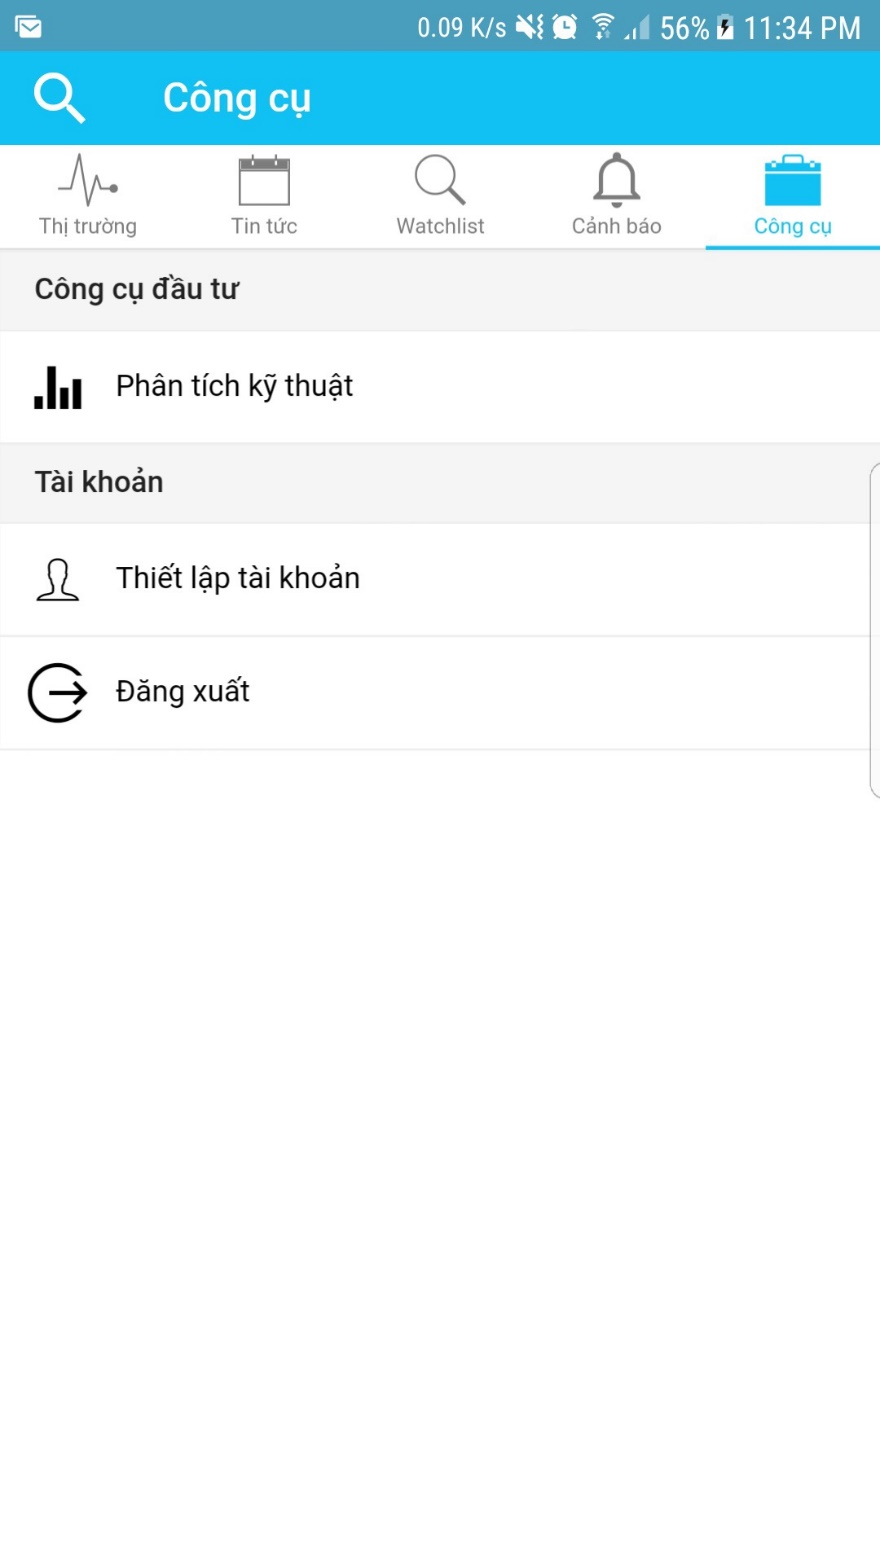 0.09 K/s 56% 11:34 PM
Công cụ
Thị trường Tin tức Watchlist Cảnh báo Công cụ
Công cụ đầu tư
Phân tích kỹ thuật
Tài khoản
Thiết lập tài khoản
Đăng xuất